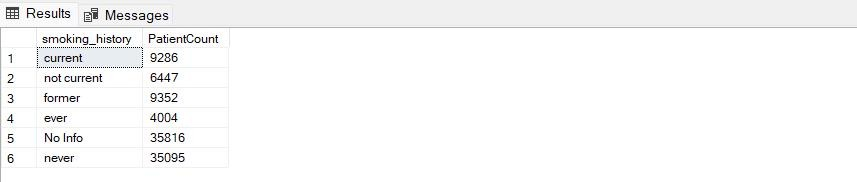 Results Messages
smoking_history PatientCount
1 current 9286
2 not current 6447
3 former 9352
4 ever 4004
5 No Info 35816
6 never 35095